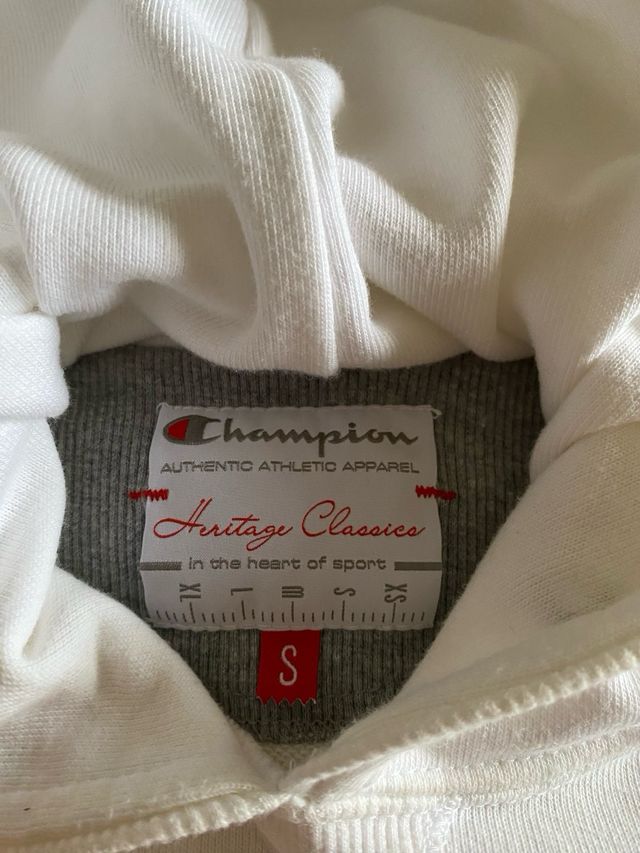 Champion
AUTHENTIC ATHLETIC APPAREL
Heritage Classics
in the heart of sport
XL L m S XS
S